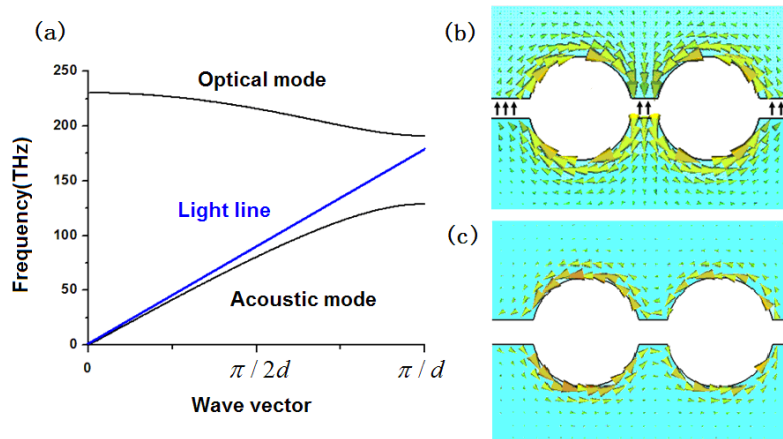 (a)
Frequency(THz)
250
200
150
100
50
0
Optical mode
Light line
Acoustic mode
0
π / 2d
π / d
Wave vector
(b)
(c)